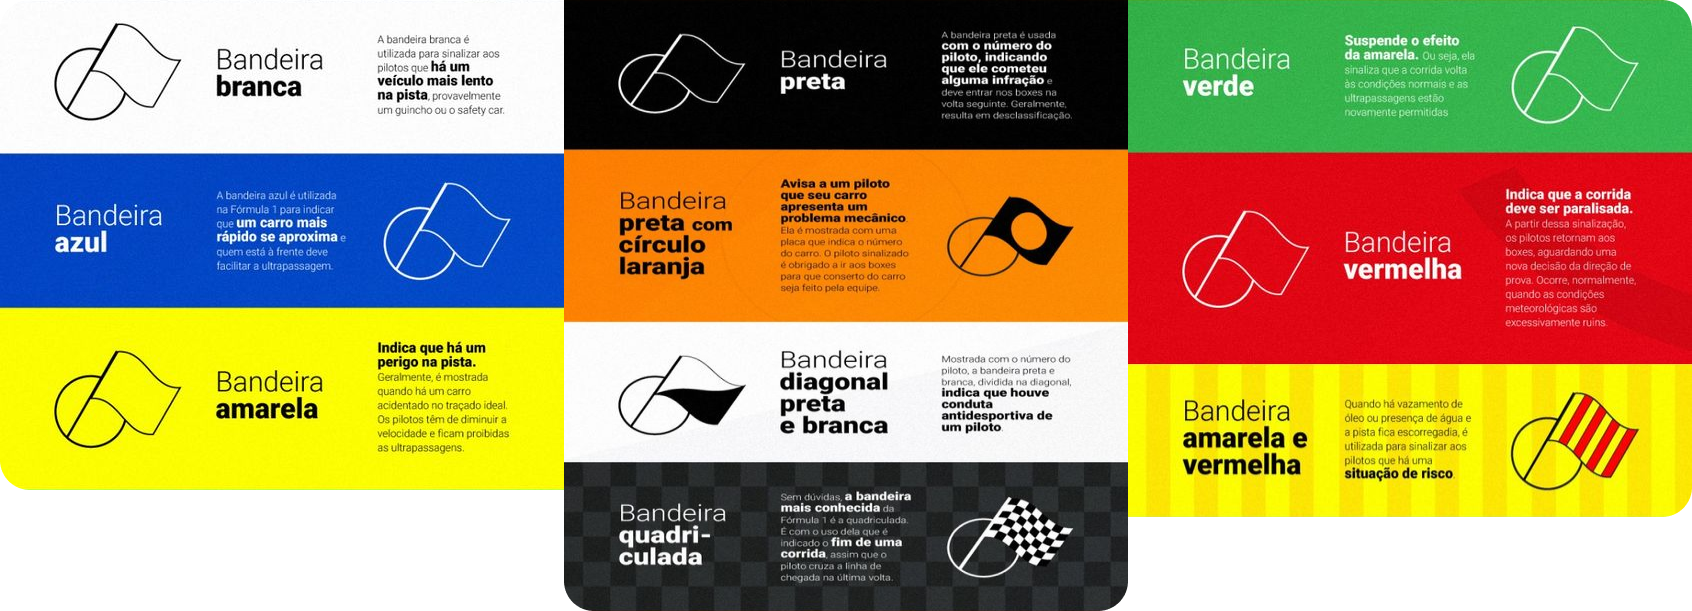 Bandeira
branca
A bandeira branca é
utilizada para sinalizar aos
pilotos que há um
veículo mais lento
na pista, provavelmente
um guincho ou o safety car.
Bandeira
azul
A bandeira azul é utilizada
na Fórmula 1 para indicar
que um carro mais
rápido se aproxima e
quem está à frente deve
facilitar a ultrapassagem.
Bandeira
amarela
Indica que há um
perigo na pista.
Geralmente, é mostrada
quando há um carro
acidentado no traçado ideal.
Os pilotos têm de diminuir a
velocidade e ficam proibidas
as ultrapassagens.
Bandeira
preta
A bandeira preta é usada
com o número do
piloto, indicando
que ele cometeu
alguma infração e
deve entrar nos boxes na
volta seguinte. Geralmente,
resulta em desclassificação.
Bandeira
preta com
círculo
laranja
Avisa a um piloto
que seu carro
apresenta um
problema mecânico.
Ela é mostrada com uma
placa que indica o número
do carro. O piloto sinalizado
é obrigado a ir aos boxes
para que conserto do carro
seja feito pela equipe.
Bandeira
diagonal
preta
e branca
Mostrada com o número do
piloto, a bandeira preta e
branca, dividida na diagonal,
indica que houve
conduta
antidesportiva de
um piloto.
Bandeira
quadri-
culada
Sem dúvidas, a bandeira
mais conhecida da
Fórmula 1 é a quadriculada.
É com o uso dela que é
indicado o fim de uma
corrida, assim que o
piloto cruza a linha de
chegada na última volta.
Bandeira
verde
Suspende o efeito
da amarela. Ou seja, ela
sinaliza que a corrida volta
às condições normais e as
ultrapassagens estão
novamente permitidas
Bandeira
vermelha
Indica que a corrida
deve ser paralisada.
A partir dessa sinalização,
os pilotos retornam aos
boxes, aguardando uma
nova decisão da direção de
prova. Ocorre, normalmente,
quando as condições
meteorológicas são
excessivamente ruins.
Bandeira
amarela e
vermelha
Quando há vazamento de
óleo ou presença de água e
a pista fica escorregadia, é
utilizada para sinalizar aos
pilotos que há uma
situação de risco.